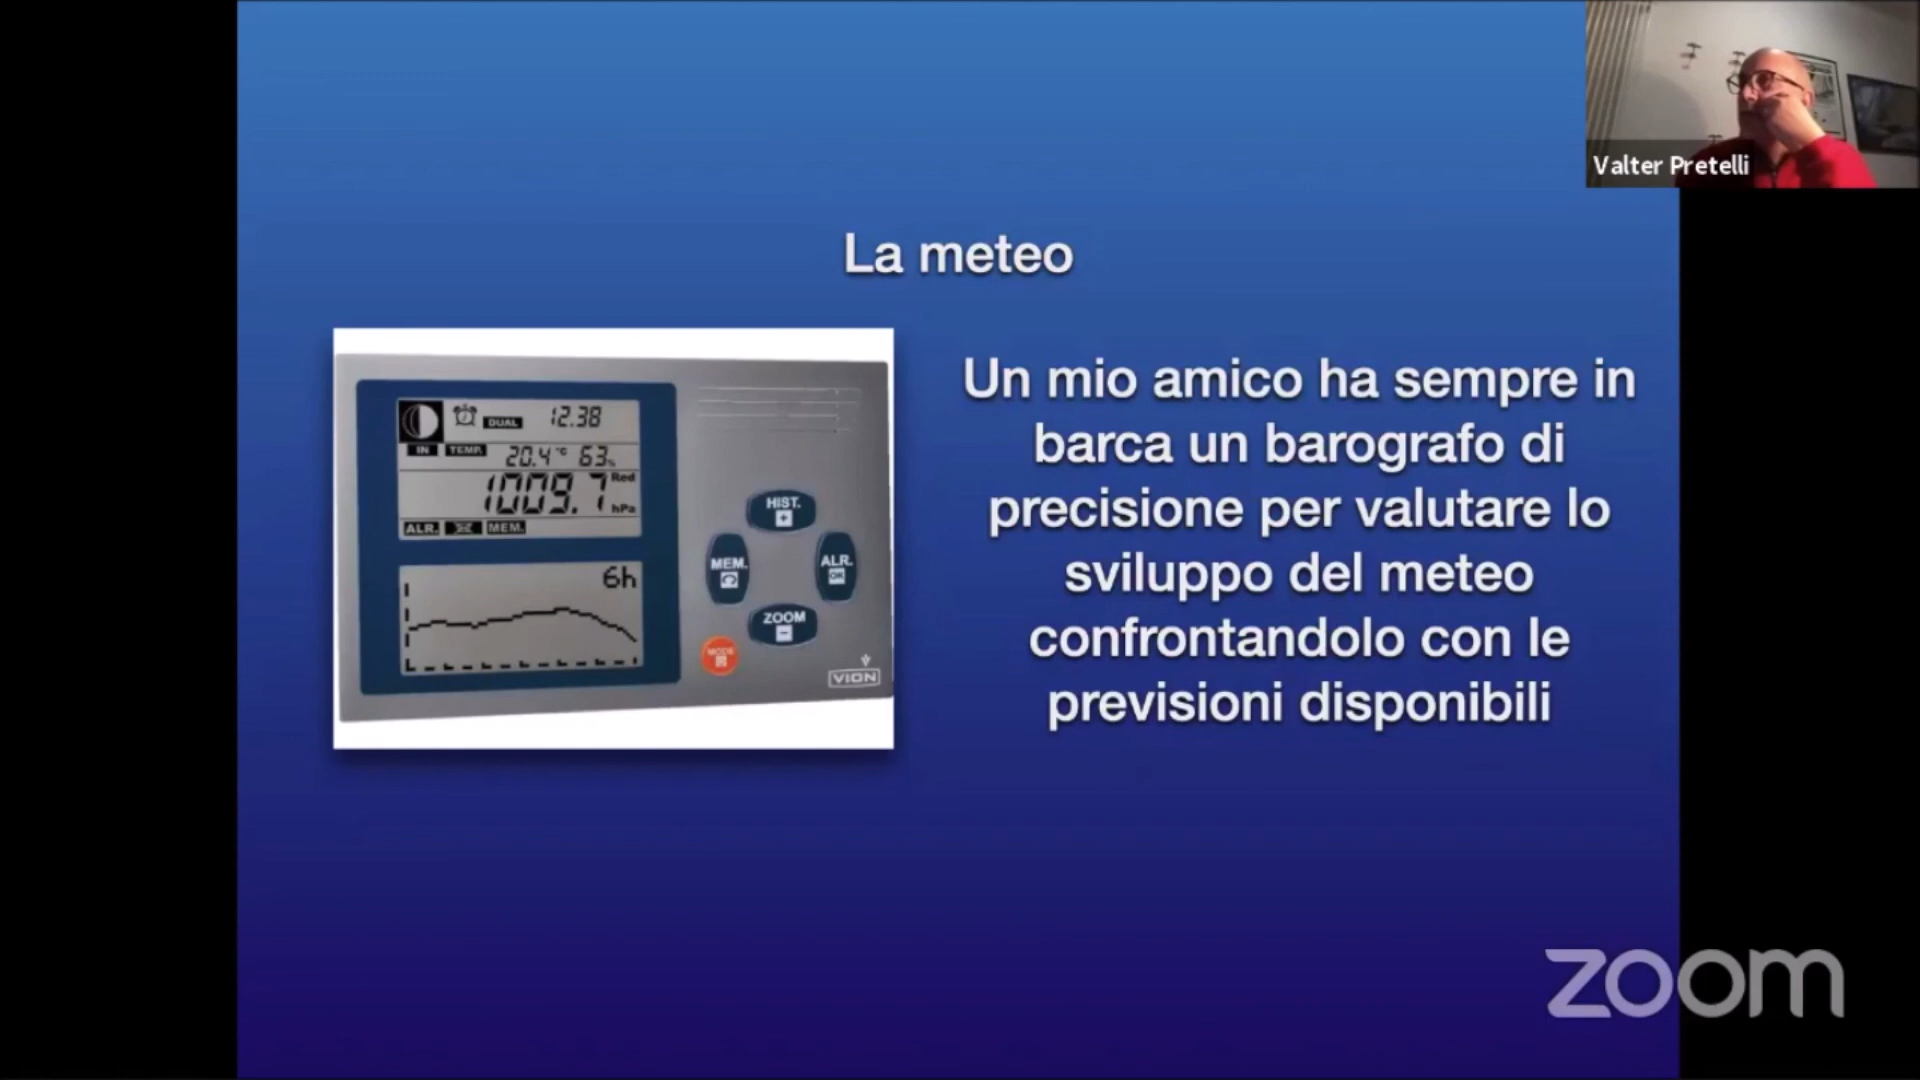 Valter Pretelli
La meteo
DUAL 12.38
IN TEMP. 20.4 °C 63%
1009.7 Red
hPa
ALR. MEM.
6h
HIST.
+
MEM.
ALR.
ZOOM
-
MODE
VION
Un mio amico ha sempre in
barca un barografo di
precisione per valutare lo
sviluppo del meteo
confrontandolo con le
previsioni disponibili
zoom